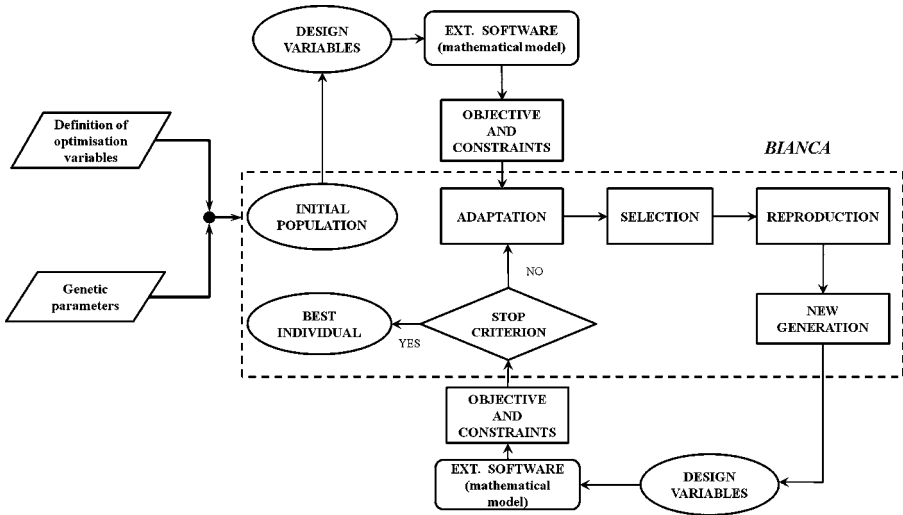 DESIGN
VARIABLES
EXT. SOFTWARE
(mathematical model)
OBJECTIVE
AND
CONSTRAINTS
Definition of
optimisation
variables
BIANCA
INITIAL
POPULATION
ADAPTATION
SELECTION
REPRODUCTION
NO
Genetic
parameters
BEST
INDIVIDUAL
YES
STOP
CRITERION
NEW
GENERATION
OBJECTIVE
AND
CONSTRAINTS
EXT. SOFTWARE
(mathematical
model)
DESIGN
VARIABLES